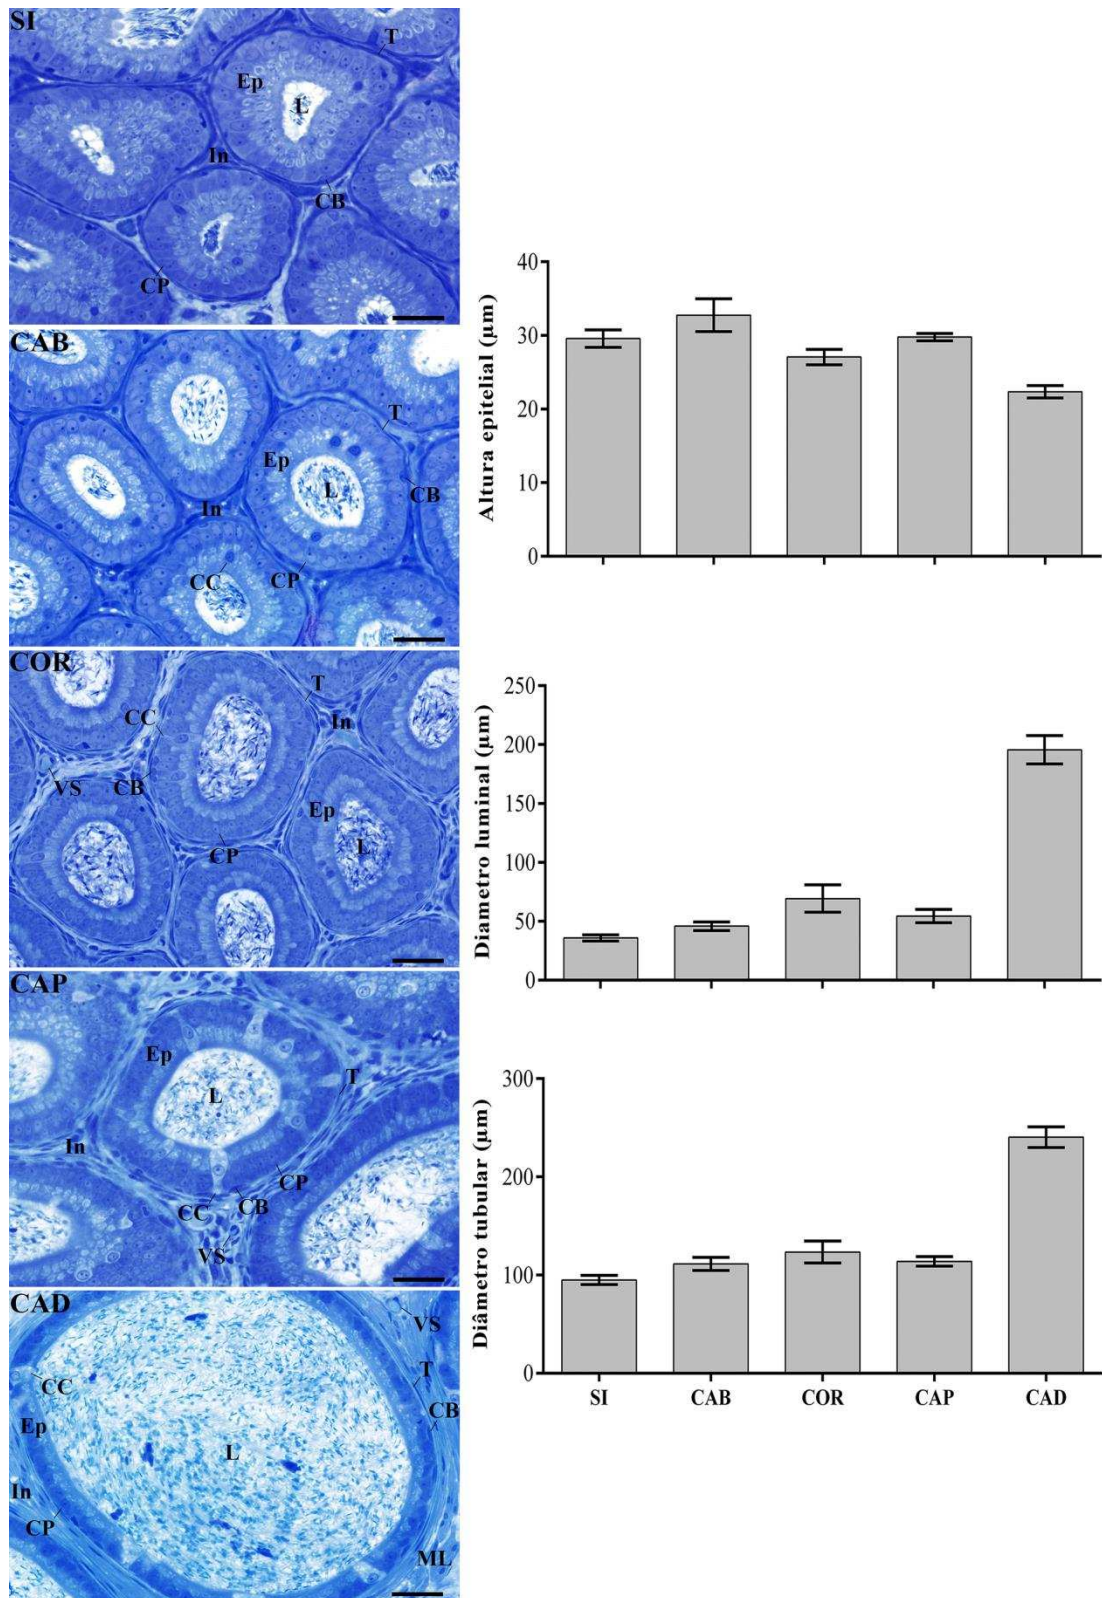 SI
T
Ep
L
In
CB
CP
CAB
T
Ep
L
CB
In
CC
CP
COR
T
CC
In
VS
CB
Ep
L
CP
CAP
Ep
L
T
In
CP
CC
CB
VS
CAD
VS
T
CC
CB
Ep
L
In
CP
ML
Altura epitelial (µm)
40
30
20
10
0
Diametro luminal (µm)
250
200
150
100
50
0
Diâmetro tubular (µm)
300
200
100
0
SI CAB COR CAP CAD